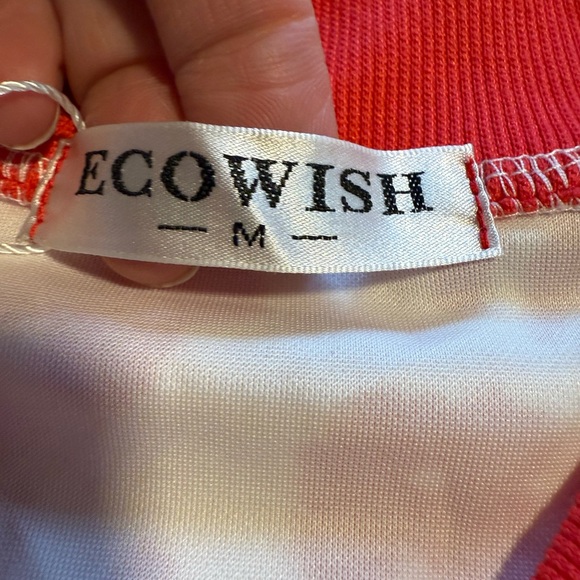 ECOWISH
— M —